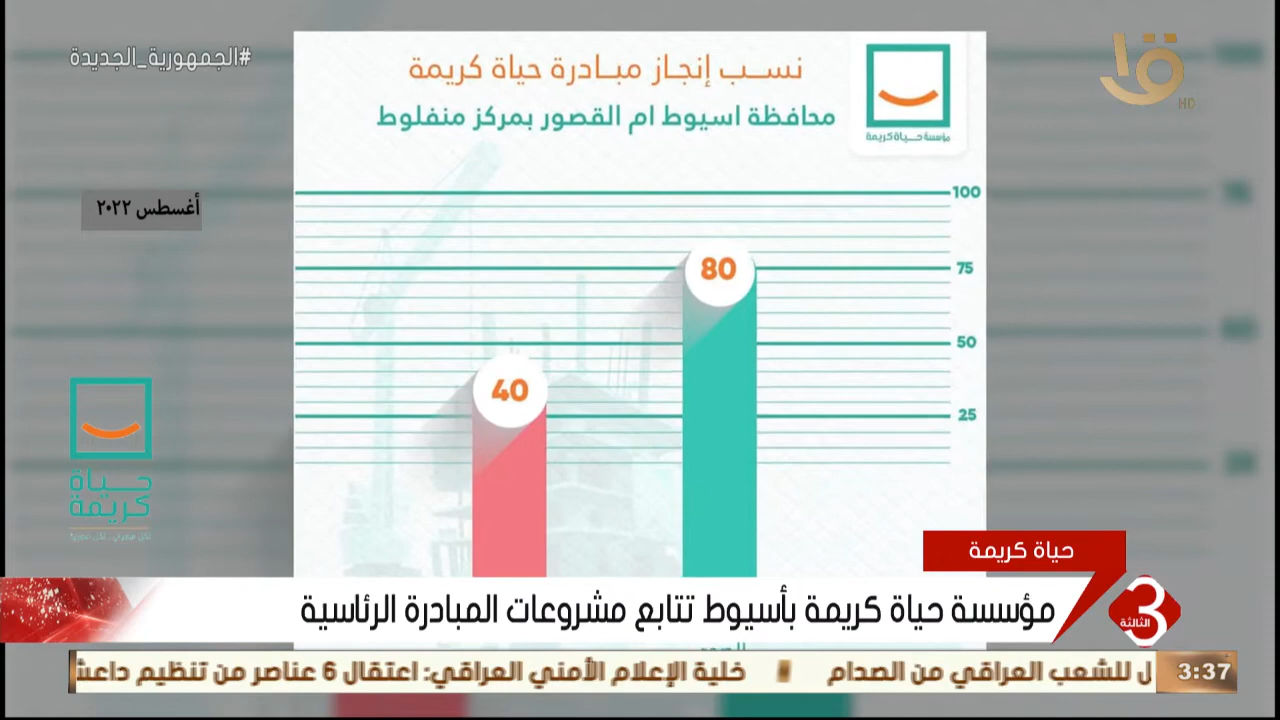 #الجمهورية_الجديدة
HD
نسب إنجاز مبادرة حياة كريمة
محافظة اسيوط ام القصور بمركز منفلوط
مؤسسة حياة كريمة
أغسطس ٢٠٢٢
100
75
50
25
80
40
حياة
كريمة
حياة كريمة
مؤسسة حياة كريمة بأسيوط تتابع مشروعات المبادرة الرئاسية
3
الثالثة
3:37
ل للشعب العراقي من الصدام
خلية الإعلام الأمني العراقي: اعتقال 6 عناصر من تنظيم داعش